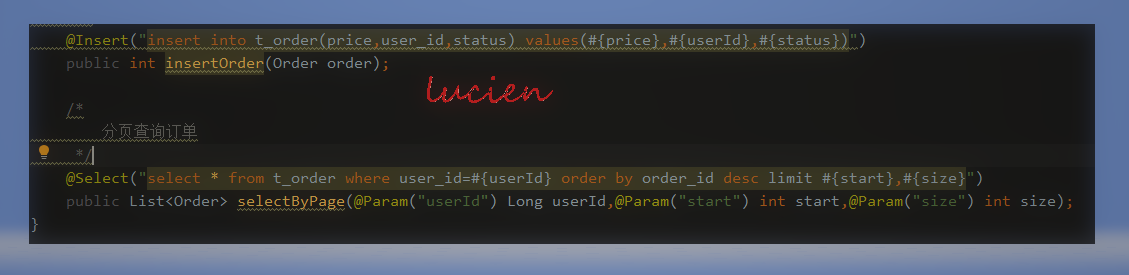 @Insert("insert into t_order(price,user_id,status) values(#{price},#{userId},#{status})")
public int insertOrder(Order order);
lucien
/*
分页查询订单
*/
@Select("select * from t_order where user_id=#{userId} order by order_id desc limit #{start},#{size}")
public List<Order> selectByPage(@Param("userId") Long userId,@Param("start") int start,@Param("size") int size);
}